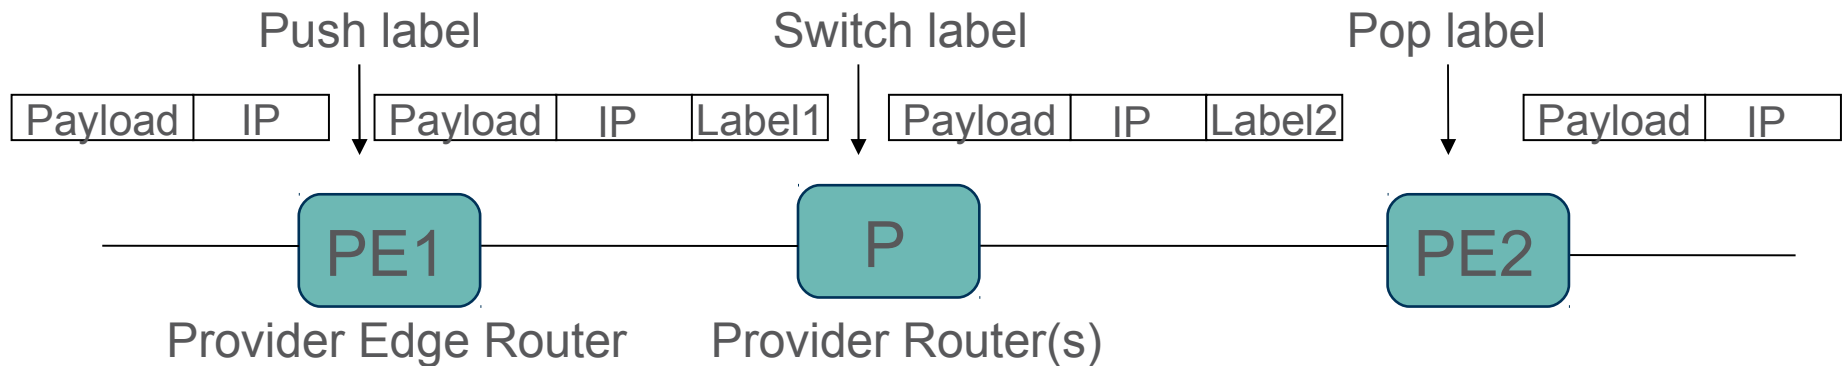 Push label Switch label Pop label
Payload IP Payload IP Label1 Payload IP Label2 Payload IP
PE1 P PE2
Provider Edge Router Provider Router(s)